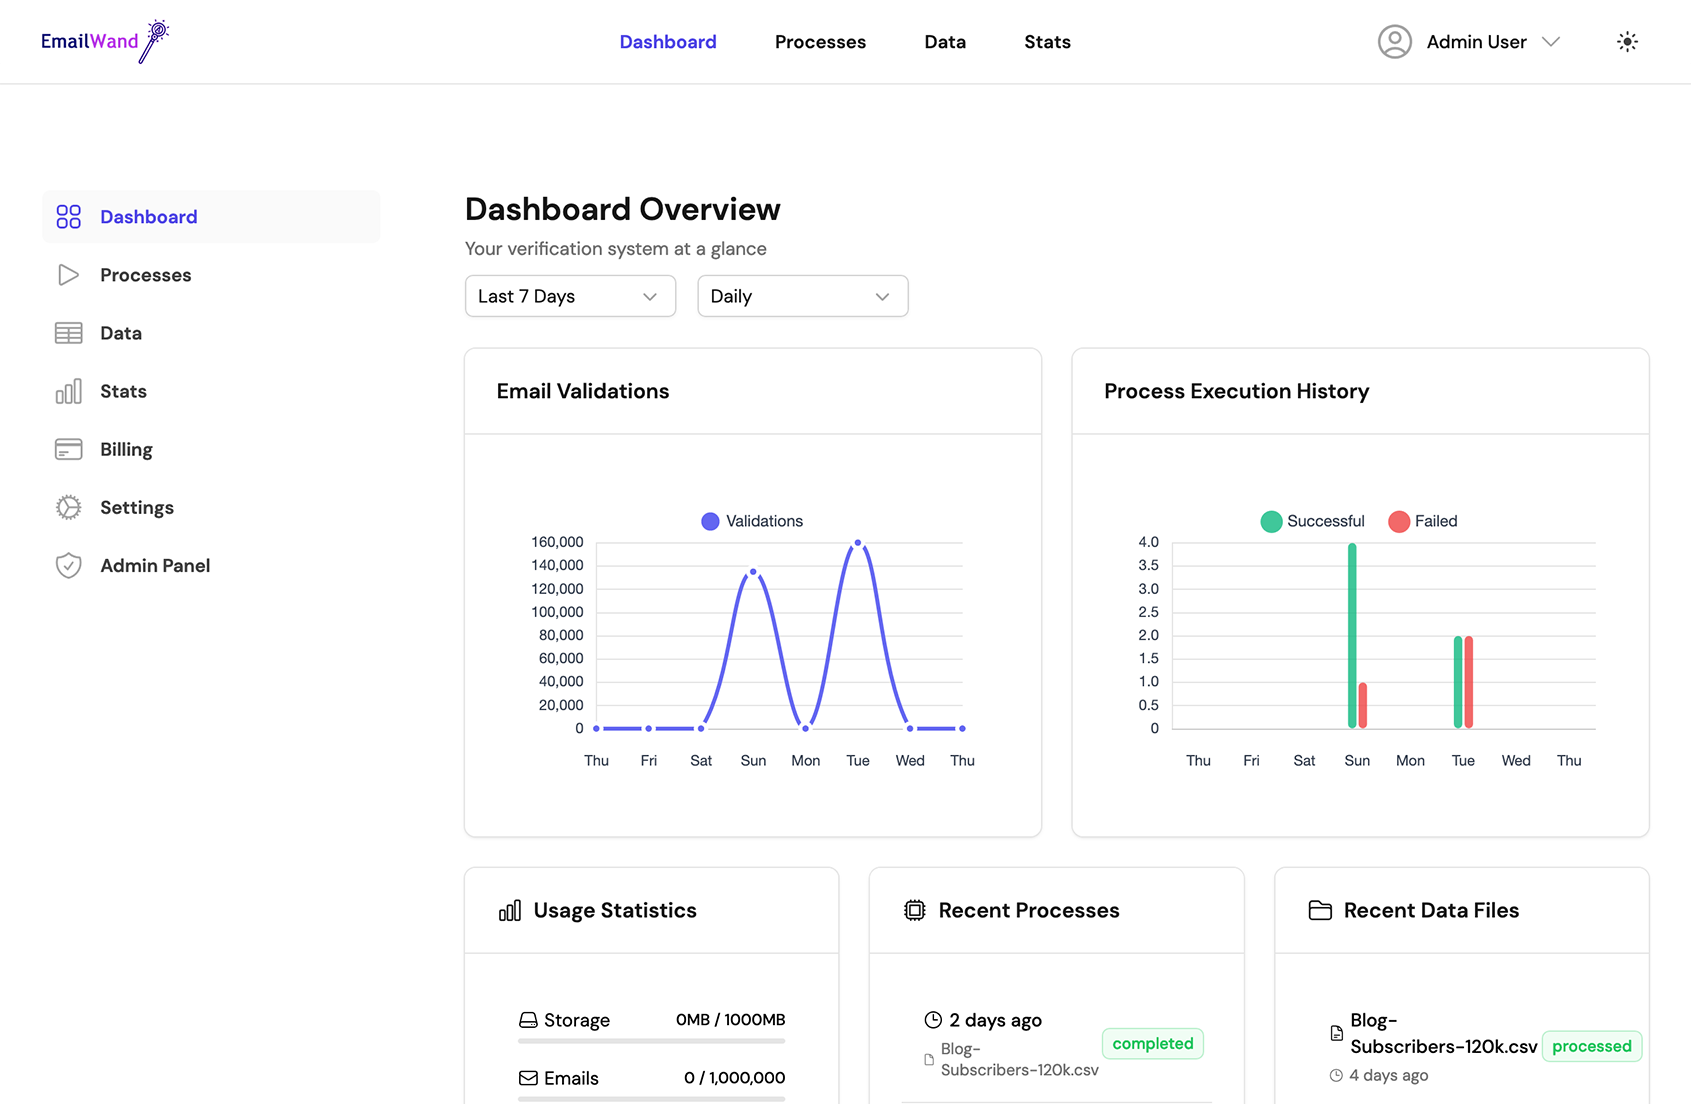 EmailWand
Dashboard Processes Data Stats
Admin User
Dashboard
Processes
Data
Stats
Billing
Settings
Admin Panel
Dashboard Overview
Your verification system at a glance
Last 7 Days
Daily
Email Validations
Validations
160,000
140,000
120,000
100,000
80,000
60,000
40,000
20,000
0
Thu Fri Sat Sun Mon Tue Wed Thu
Process Execution History
Successful Failed
4.0
3.5
3.0
2.5
2.0
1.5
1.0
0.5
0
Thu Fri Sat Sun Mon Tue Wed Thu
Usage Statistics
Storage 0MB / 1000MB
Emails 0 / 1,000,000
Recent Processes
2 days ago
Blog-
Subscribers-120k.csv
completed
Recent Data Files
Blog-
Subscribers-120k.csv
processed
4 days ago